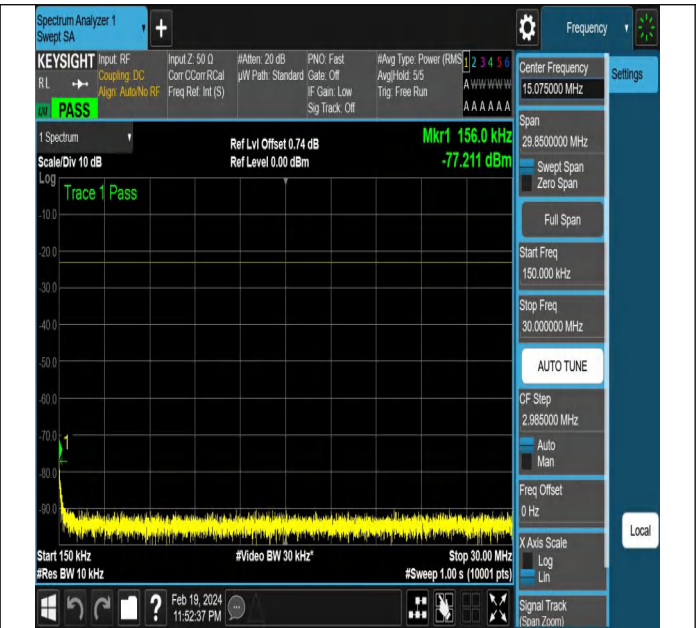 Spectrum Analyzer 1
Swept SA
Frequency
KEYSIGHT
RL
PASS
Input: RF
Coupling: DC
Align: Auto/No RF
Input Z: 50 Ω
Corr CCorr RCal
Freq Ref: Int (S)
#Atten: 20 dB
µW Path: Standard
PNO: Fast
Gate: Off
IF Gain: Low
Sig Track: Off
#Avg Type: Power (RMS
Avg|Hold: 5/5
Trig: Free Run
1 2 3 4 5 6
A W W W W W
A A A A A A
1 Spectrum
Scale/Div 10 dB
Ref Lvl Offset 0.74 dB
Ref Level 0.00 dBm
Mkr1 156.0 kHz
-77.211 dBm
Log
Trace 1 Pass
-10.0
-20.0
-30.0
-40.0
-50.0
-60.0
-70.0
1
-80.0
-90.0
Start 150 kHz
#Video BW 30 kHz*
Stop 30.00 MHz
#Res BW 10 kHz
#Sweep 1.00 s (10001 pts)
?
Feb 19, 2024
11:52:37 PM
Center Frequency
15.075000 MHz
Settings
Span
29.8500000 MHz
Swept Span
Zero Span
Full Span
Start Freq
150.000 kHz
Stop Freq
30.000000 MHz
AUTO TUNE
CF Step
2.985000 MHz
Auto
Man
Freq Offset
0 Hz
X Axis Scale
Log
Lin
Local
Signal Track
(Span Zoom)